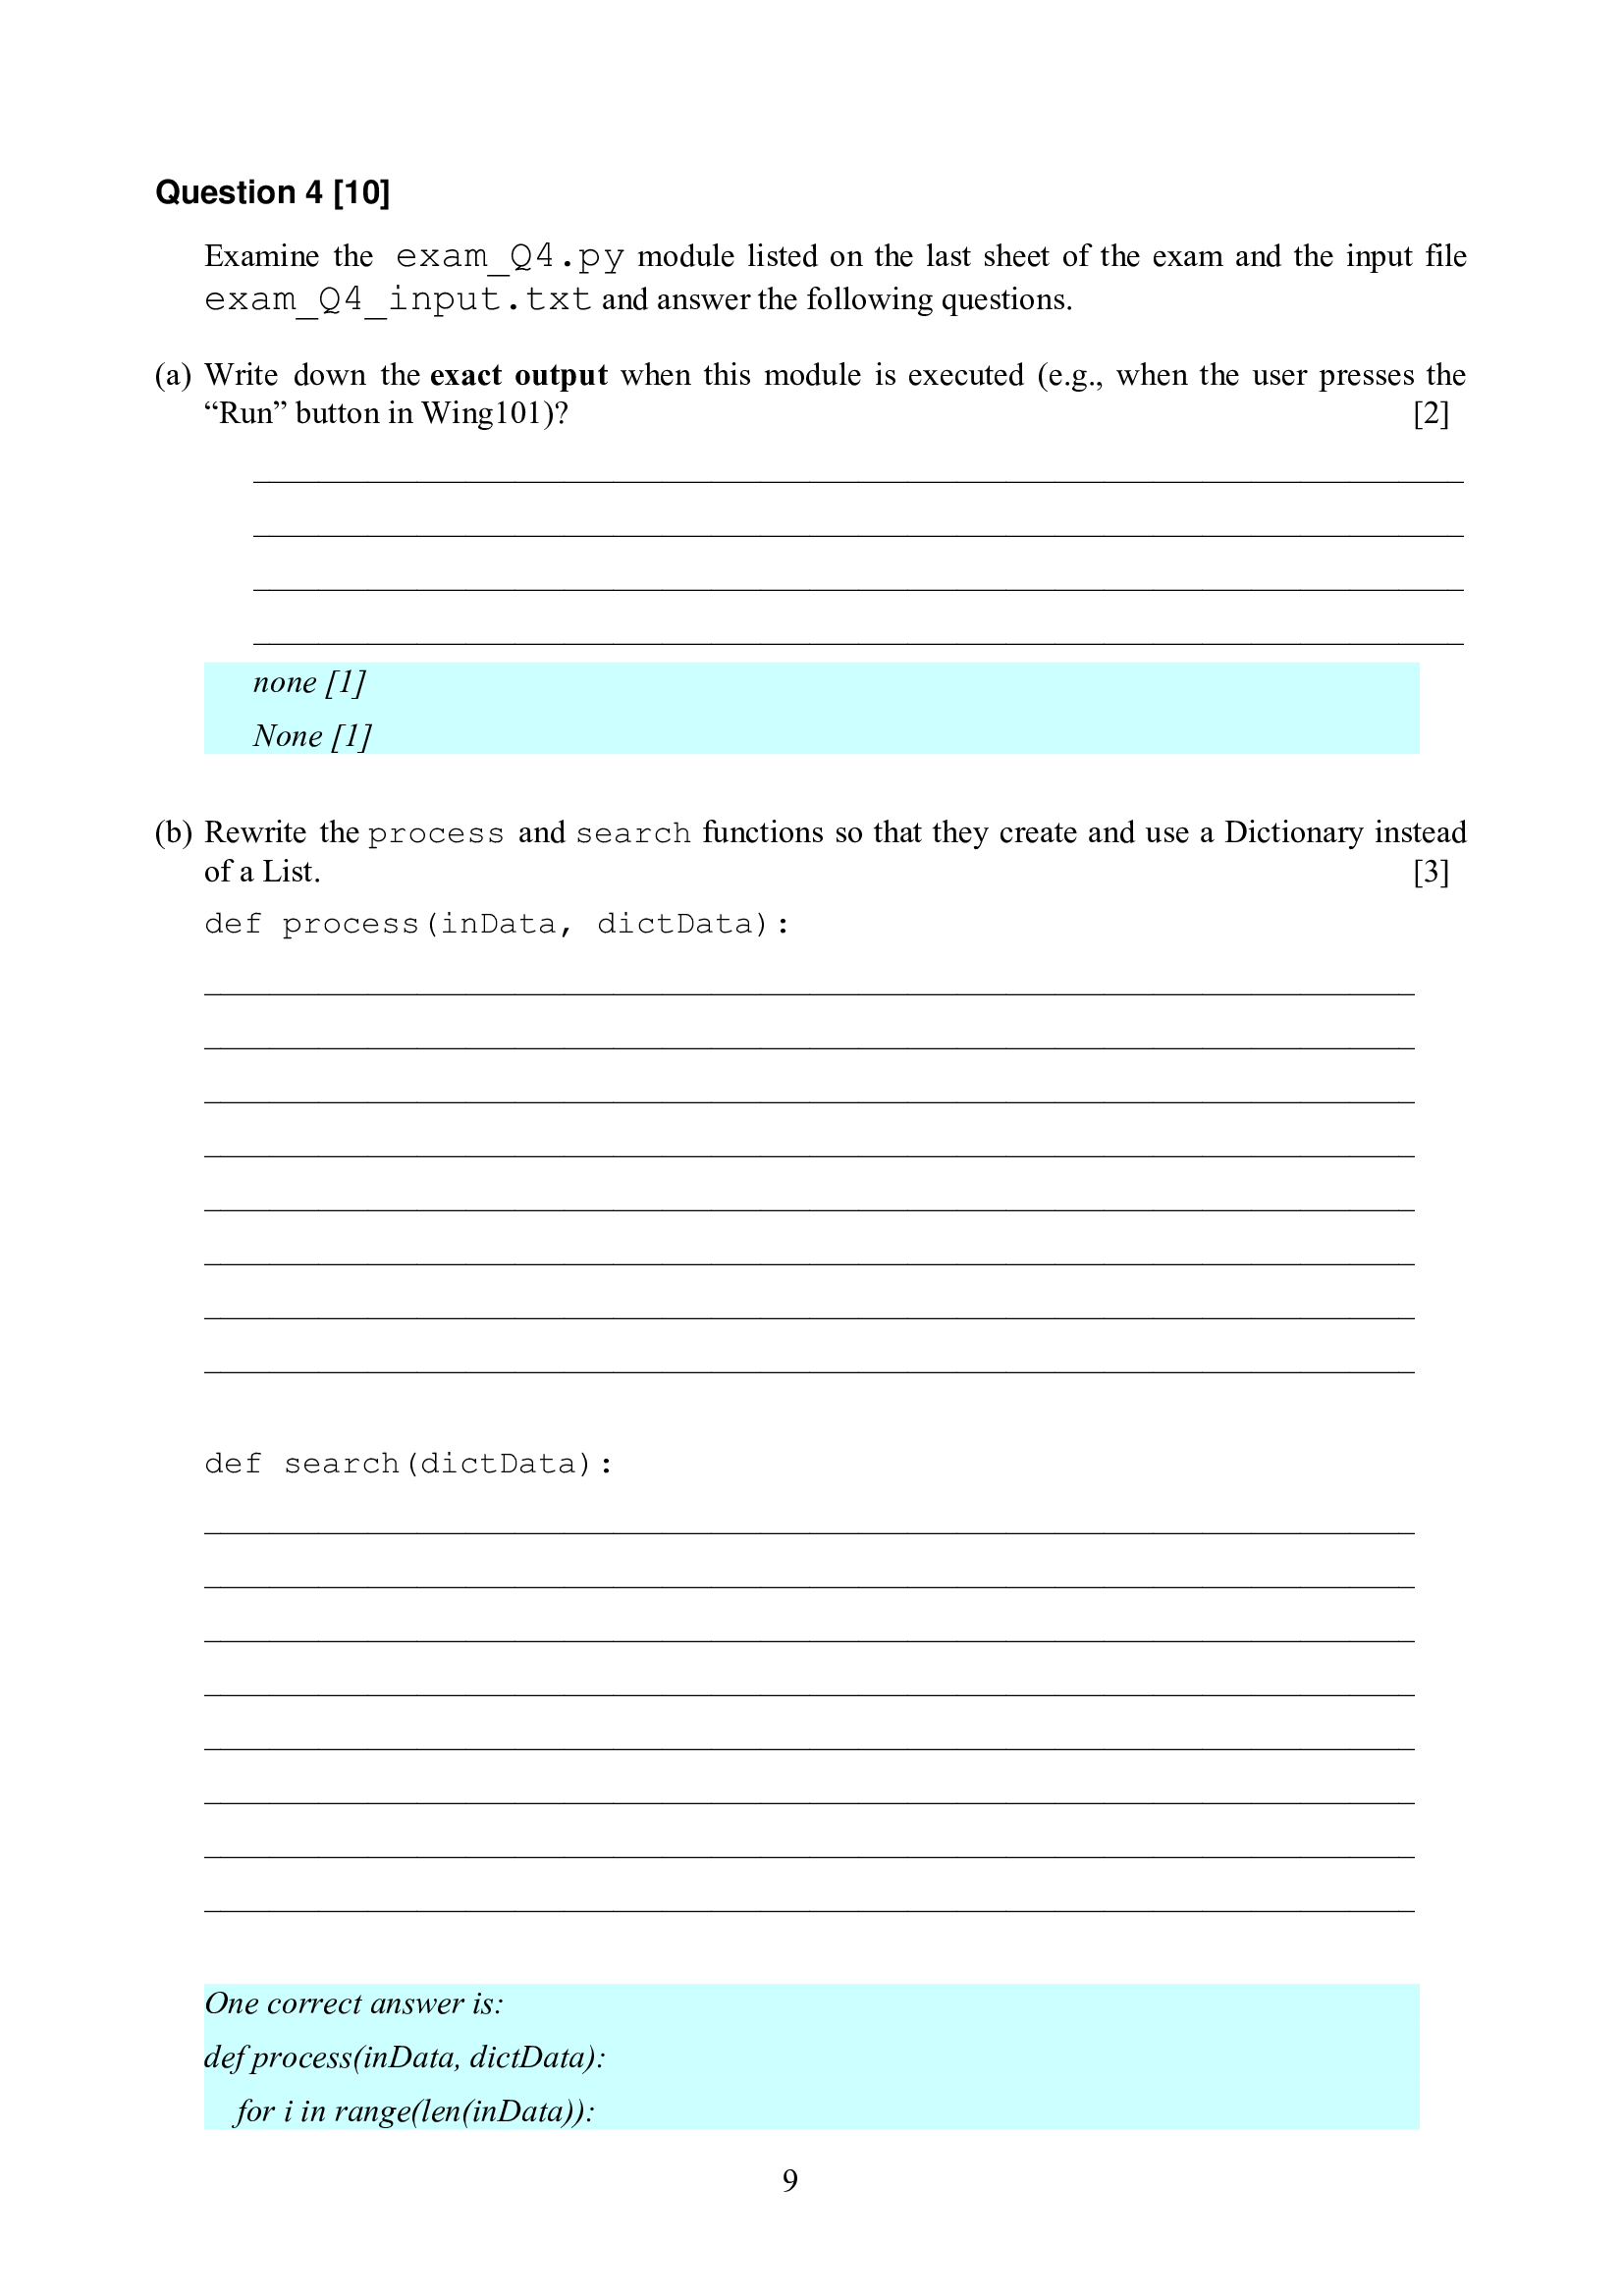 Question 4 [10]
Examine the exam_Q4.py module listed on the last sheet of the exam and the input file
exam_Q4_input.txt and answer the following questions.
(a) Write down the exact output when this module is executed (e.g., when the user presses the
“Run” button in Wing101)? [2]
none [1]
None [1]
(b) Rewrite the process and search functions so that they create and use a Dictionary instead
of a List. [3]
def process(inData, dictData):
def search(dictData):
One correct answer is:
def process(inData, dictData):
for i in range(len(inData)):
9